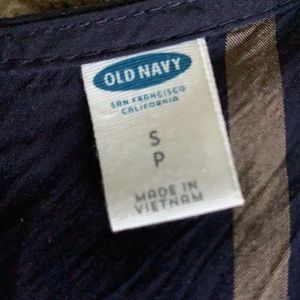 OLD NAVY
SAN FRANCISCO
CALIFORNIA
S
P
MADE IN
VIETNAM